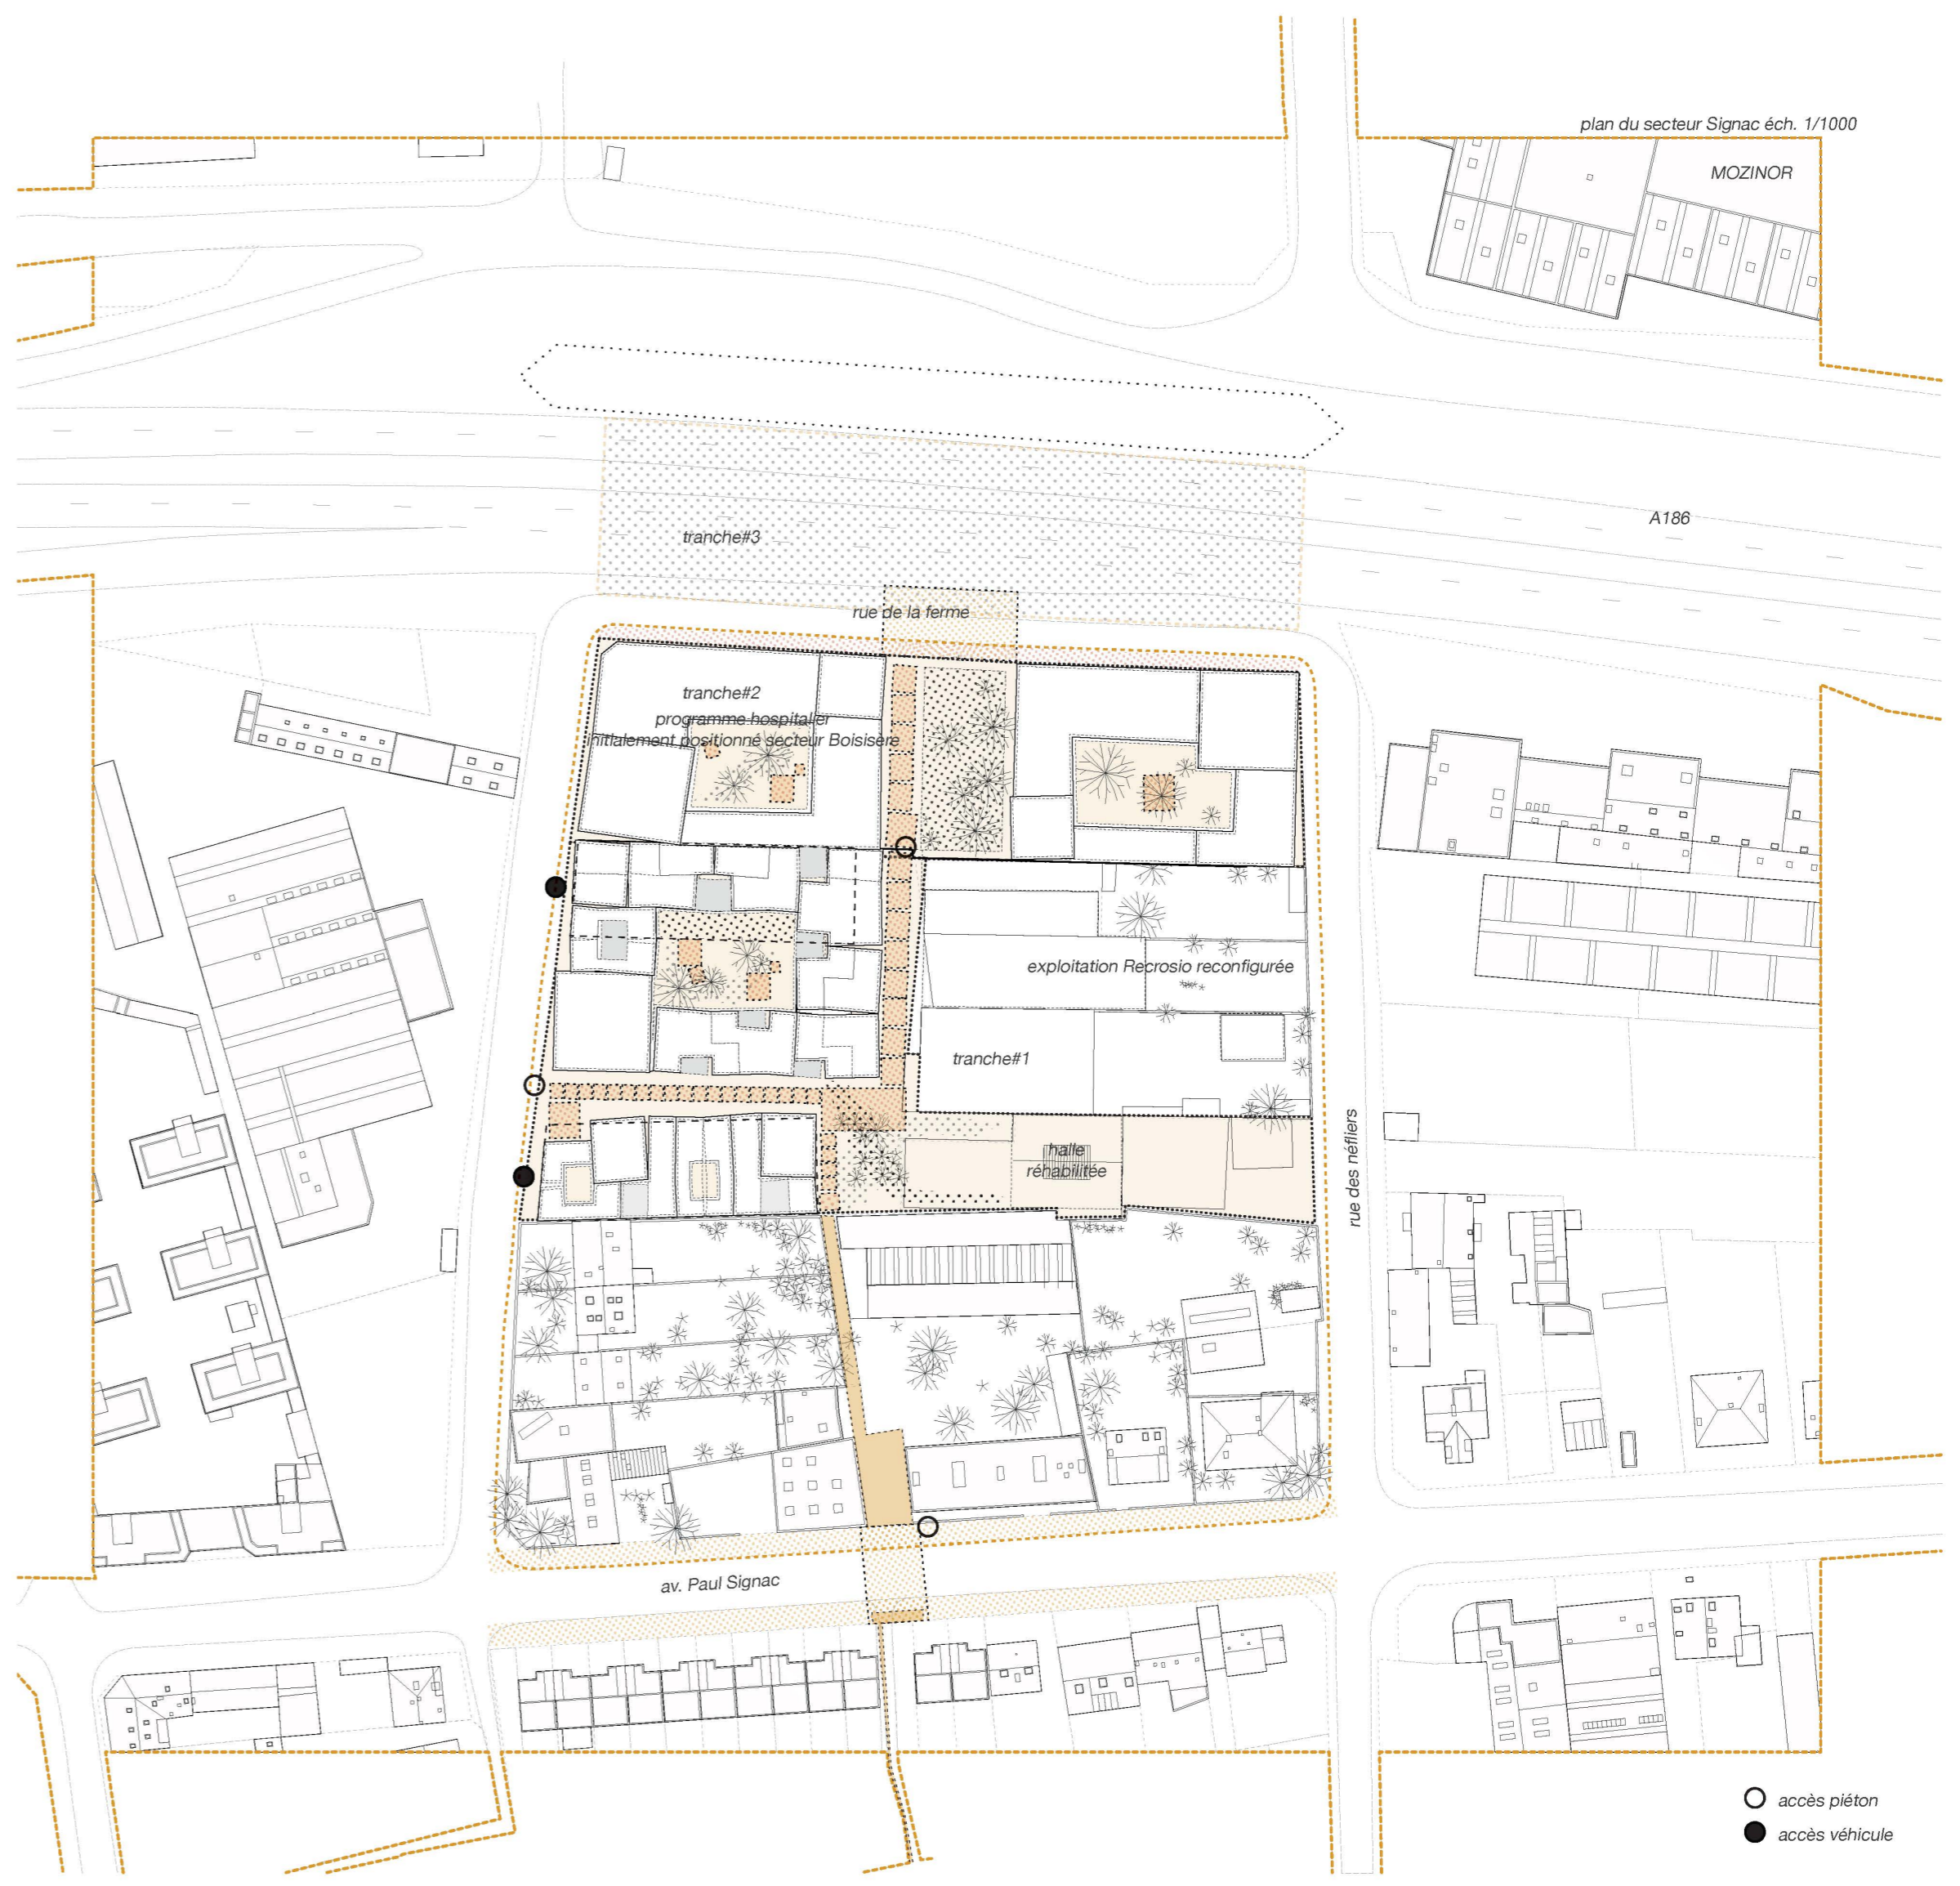 plan du secteur Signac éch. 1/1000
MOZINOR
A186
tranche#3
rue de la ferme
tranche#2
programme hospitalier
initialement positionné secteur Boisisère
exploitation Recrosio reconfigurée
tranche#1
halle
réhabilitée
rue des néfliers
av. Paul Signac
accès piéton
accès véhicule